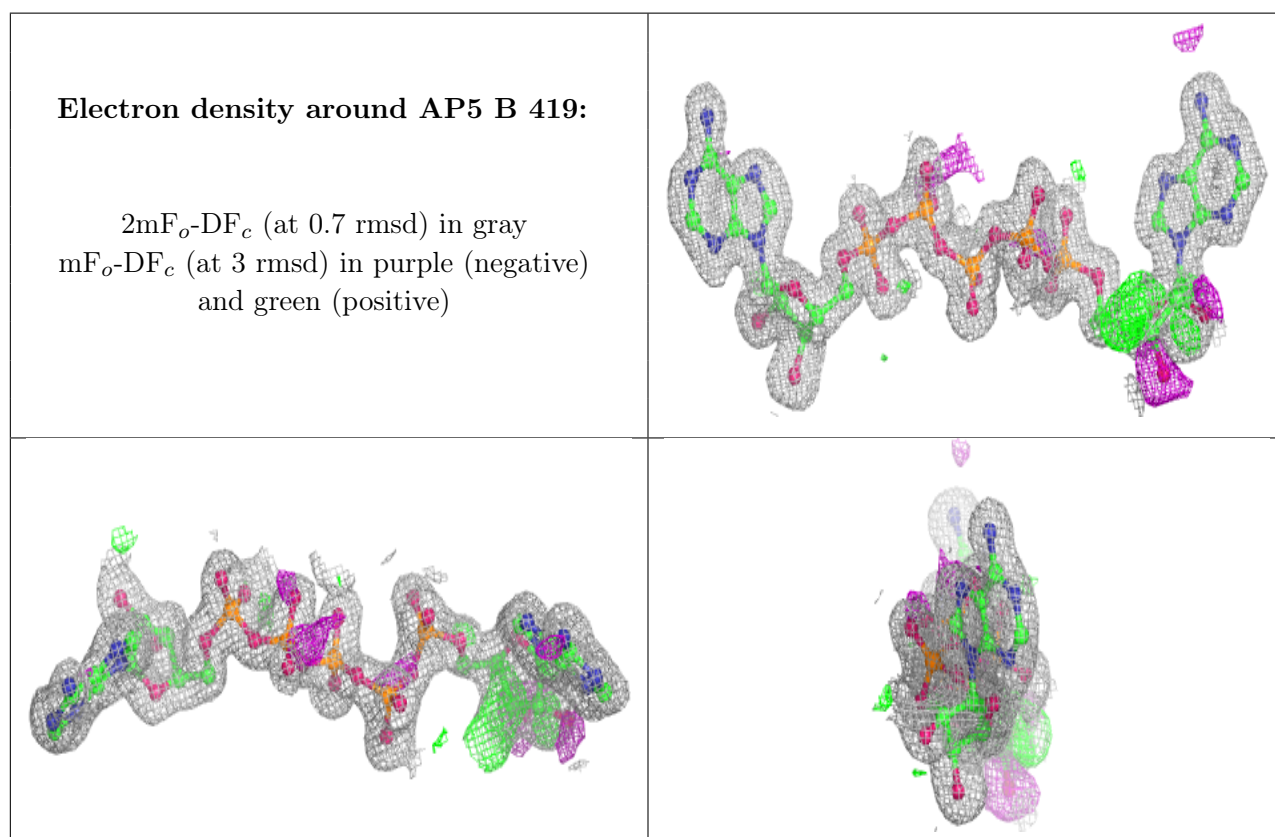 Electron density around AP5 B 419:
2mFo-DFc (at 0.7 rmsd) in gray
mFo-DFc (at 3 rmsd) in purple (negative)
and green (positive)